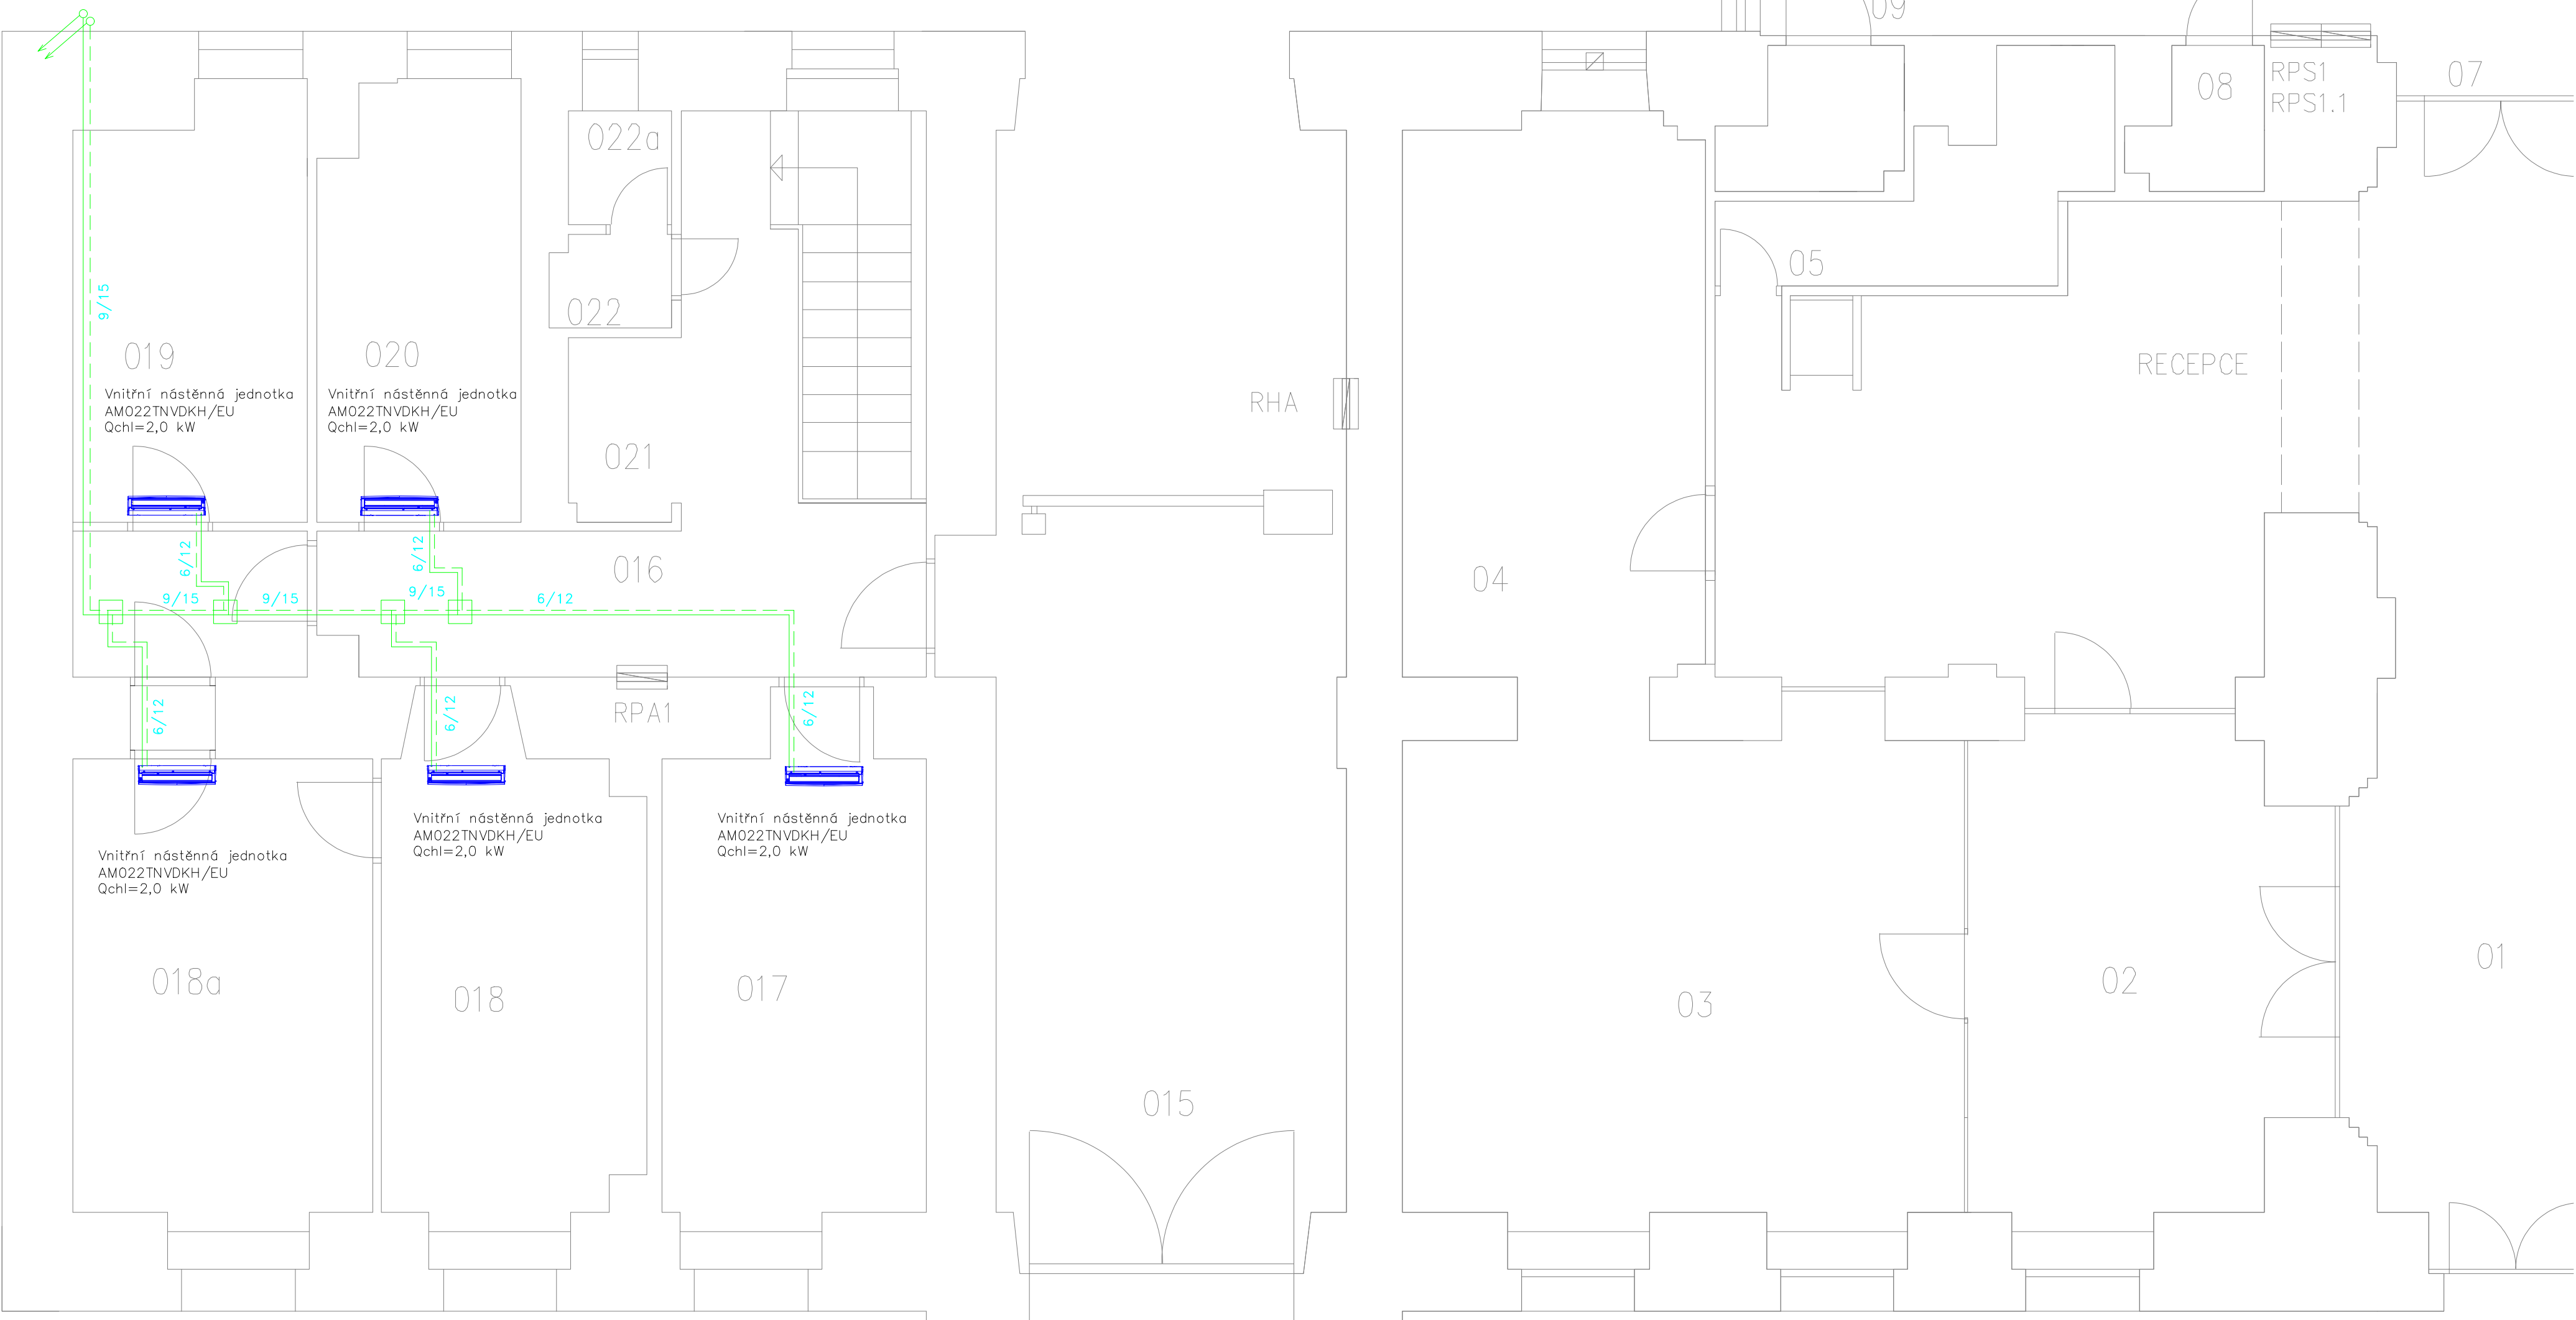 09
RPS1
RPS1.1
07
08
022a
05
022
9/15
019
020
RECEPCE
Vnitřní nástěnná jednotka
AM022TNVDKH/EU
Qchl=2,0 kW
Vnitřní nástěnná jednotka
AM022TNVDKH/EU
Qchl=2,0 kW
RHA
021
6/12
6/12
016
04
9/15
9/15
9/15
6/12
6/12
6/12
6/12
RPA1
Vnitřní nástěnná jednotka
AM022TNVDKH/EU
Qchl=2,0 kW
Vnitřní nástěnná jednotka
AM022TNVDKH/EU
Qchl=2,0 kW
Vnitřní nástěnná jednotka
AM022TNVDKH/EU
Qchl=2,0 kW
018a
018
017
03
02
01
015